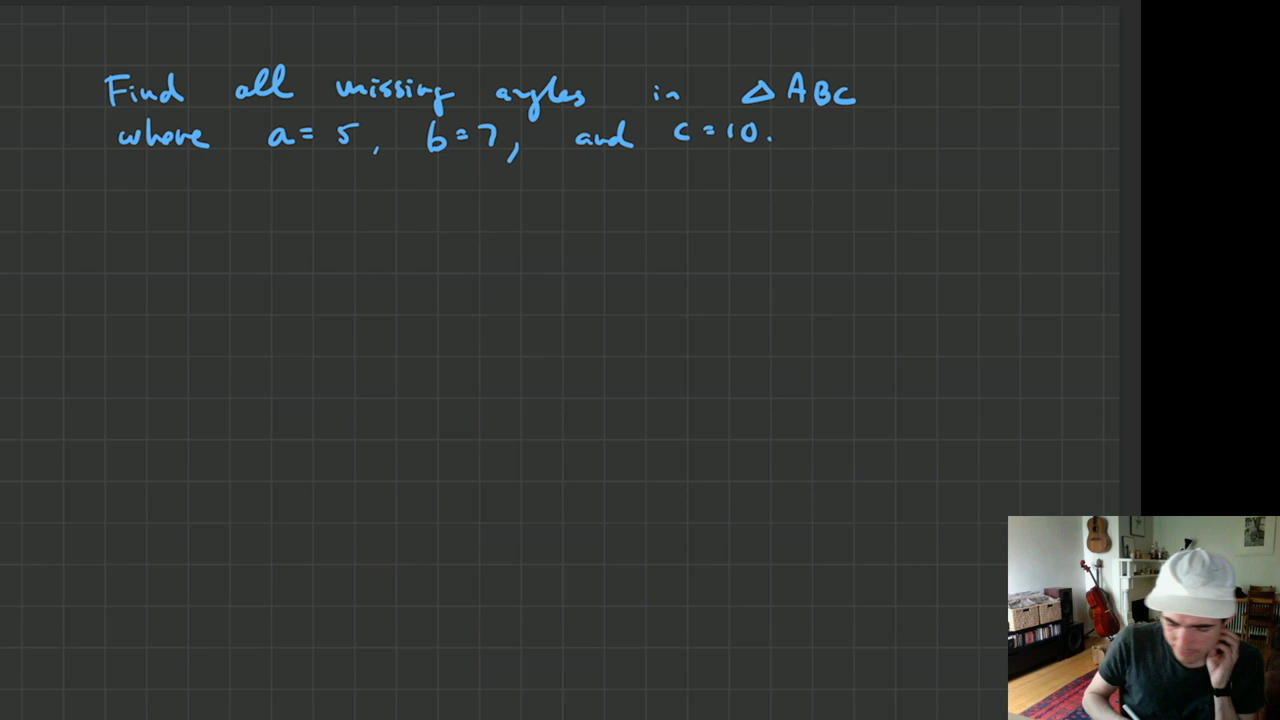 Find all missing angles in △ABC
where a = 5, b = 7, and c = 10.